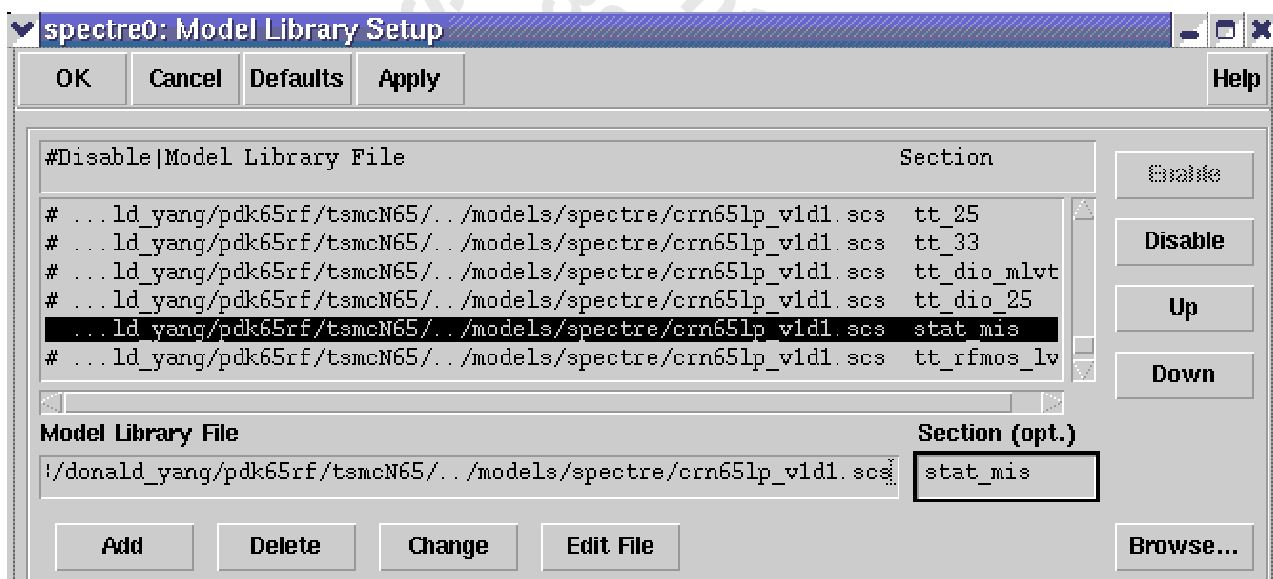 spectre0: Model Library Setup
OK Cancel Defaults Apply Help
#Disable|Model Library File Section
Enable
# ...ld_yang/pdk65rf/tsmcN65/../models/spectre/crn65lp_v1d1.scs tt_25
# ...ld_yang/pdk65rf/tsmcN65/../models/spectre/crn65lp_v1d1.scs tt_33
Disable
# ...ld_yang/pdk65rf/tsmcN65/../models/spectre/crn65lp_v1d1.scs tt_dio_mlvt
# ...ld_yang/pdk65rf/tsmcN65/../models/spectre/crn65lp_v1d1.scs tt_dio_25
Up
...ld_yang/pdk65rf/tsmcN65/../models/spectre/crn65lp_v1d1.scs stat_mis
# ...ld_yang/pdk65rf/tsmcN65/../models/spectre/crn65lp_v1d1.scs tt_rfmos_lv
Down
Model Library File Section (opt.)
/donald_yang/pdk65rf/tsmcN65/../models/spectre/crn65lp_v1d1.scs stat_mis
Add Delete Change Edit File Browse...